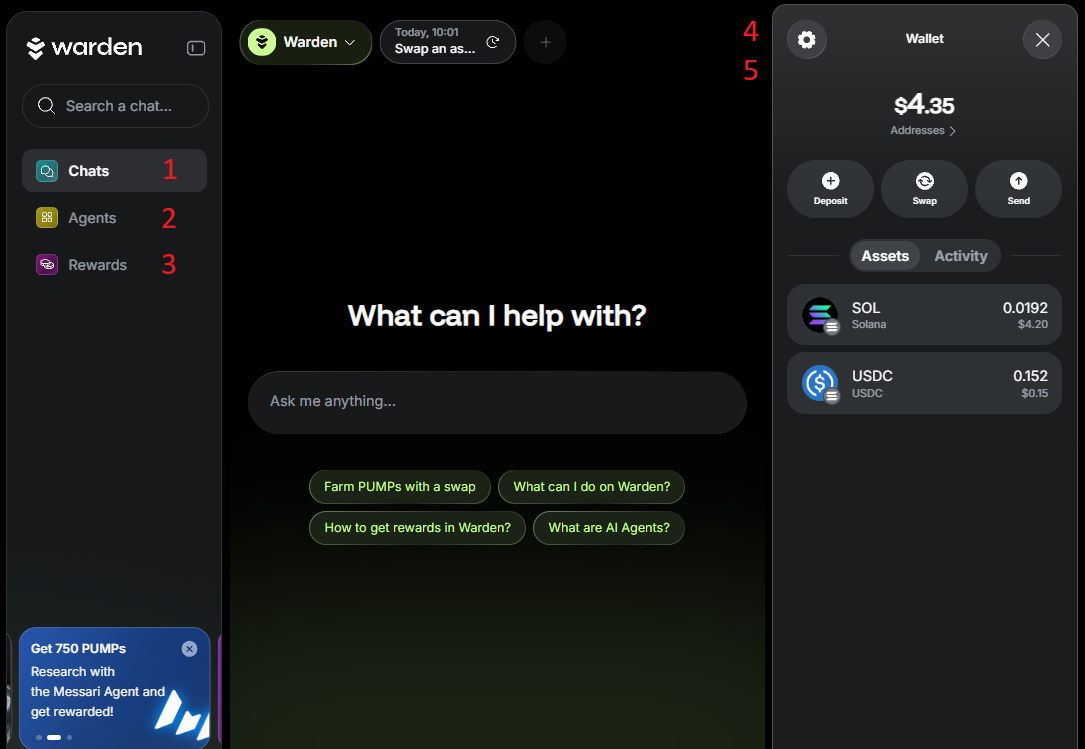 warden
Search a chat...
Chats 1
Agents 2
Rewards 3
Get 750 PUMPs
Research with
the Messari Agent and
get rewarded!
Warden
Today, 10:01
Swap an as...
4
5
What can I help with?
Ask me anything...
Farm PUMPs with a swap
What can I do on Warden?
How to get rewards in Warden?
What are AI Agents?
Wallet
$4.35
Addresses
Deposit
Swap
Send
Assets
Activity
SOL 0.0192
Solana $4.20
USDC 0.152
USDC $0.15